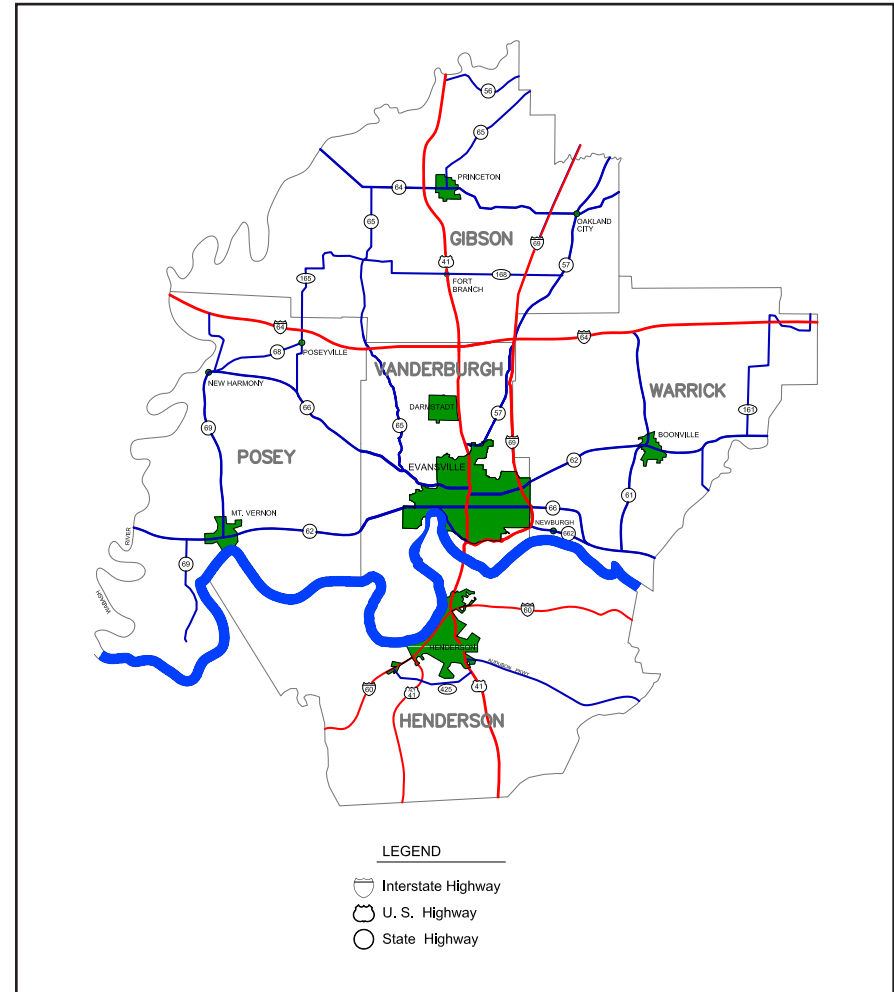 56
65
PRINCETON
64
65
OAKLAND
CITY
GIBSON
69
41
57
165
168
FORT
BRANCH
64
64
68
POSEYVILLE
VANDERBURGH
NEW HARMONY
WARRICK
DARMSTADT
66
57
161
65
69
BOONVILLE
69
POSEY
EVANSVILLE
62
61
MT. VERNON
66
NEWBURGH
62
662
RIVER
69
WABASH
60
HENDERSON
AUDUBON PKWY
60
ALT
41
425
41
HENDERSON
LEGEND
Interstate Highway
U. S. Highway
State Highway